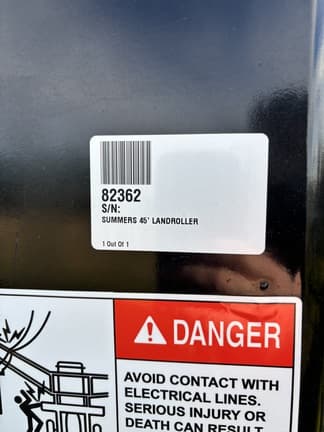 82362
S/N:
SUMMERS 45' LANDROLLER
1 Out Of 1
DANGER
AVOID CONTACT WITH
ELECTRICAL LINES.
SERIOUS INJURY OR
DEATH CAN RESULT